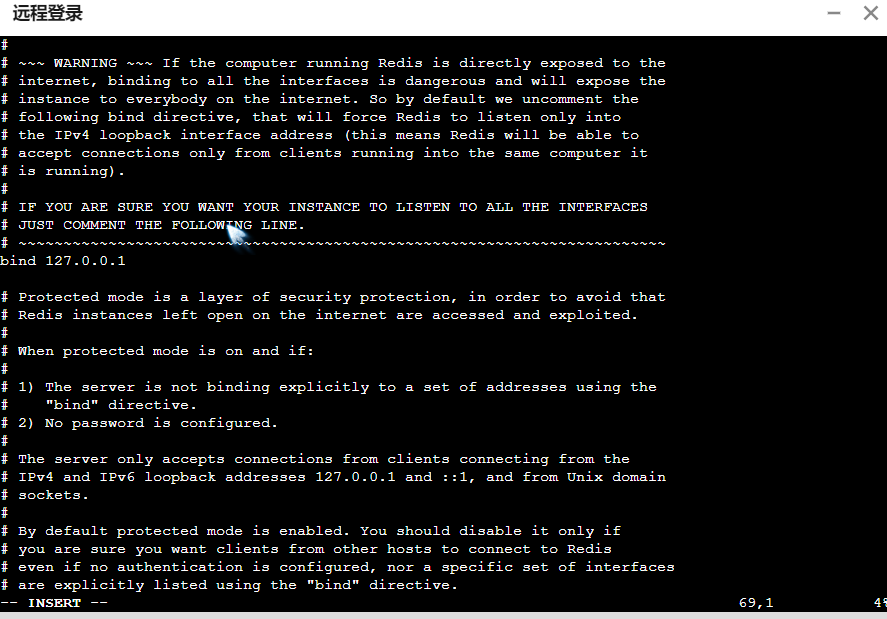 远程登录
#
# ~~~ WARNING ~~~ If the computer running Redis is directly exposed to the
# internet, binding to all the interfaces is dangerous and will expose the
# instance to everybody on the internet. So by default we uncomment the
# following bind directive, that will force Redis to listen only into
# the IPv4 loopback interface address (this means Redis will be able to
# accept connections only from clients running into the same computer it
# is running).
#
# IF YOU ARE SURE YOU WANT YOUR INSTANCE TO LISTEN TO ALL THE INTERFACES
# JUST COMMENT THE FOLLOWING LINE.
# ~~~~~~~~~~~~~~~~~~~~~~~~~~~~~~~~~~~~~~~~~~~~~~~~~~~~~~~~~~~~~~~~~~~~~~~~
bind 127.0.0.1
# Protected mode is a layer of security protection, in order to avoid that
# Redis instances left open on the internet are accessed and exploited.
#
# When protected mode is on and if:
#
# 1) The server is not binding explicitly to a set of addresses using the
#    "bind" directive.
# 2) No password is configured.
#
# The server only accepts connections from clients connecting from the
# IPv4 and IPv6 loopback addresses 127.0.0.1 and ::1, and from Unix domain
# sockets.
#
# By default protected mode is enabled. You should disable it only if
# you are sure you want clients from other hosts to connect to Redis
# even if no authentication is configured, nor a specific set of interfaces
# are explicitly listed using the "bind" directive.
-- INSERT -- 69,1 4%